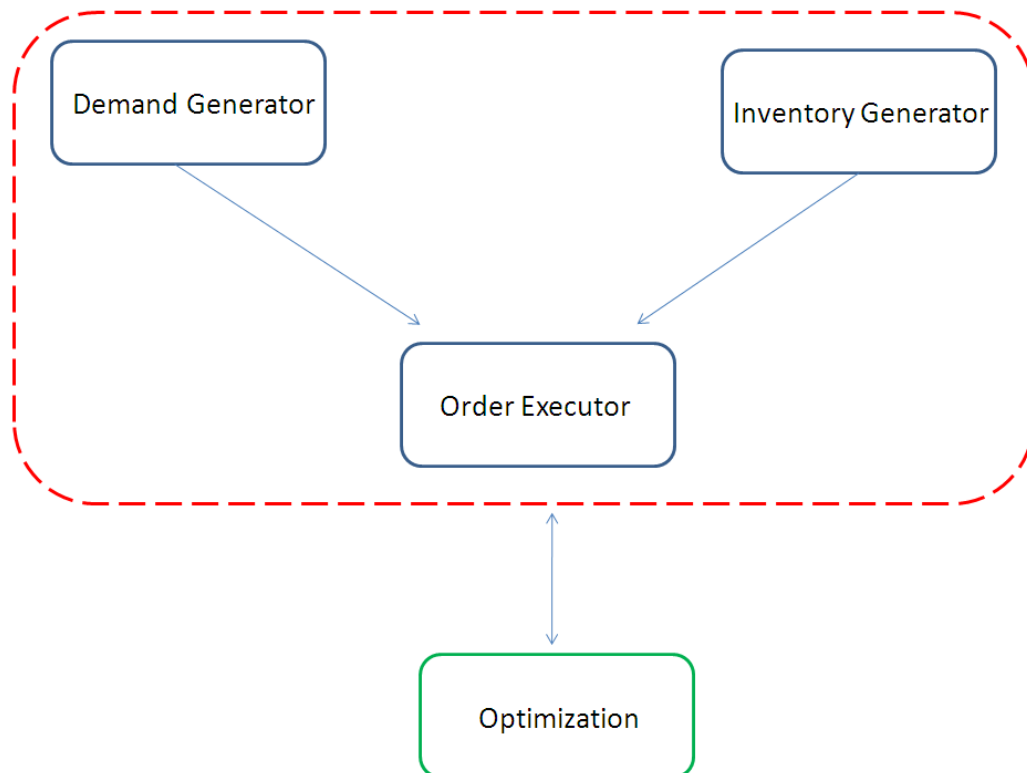 Demand Generator
Inventory Generator
Order Executor
Optimization